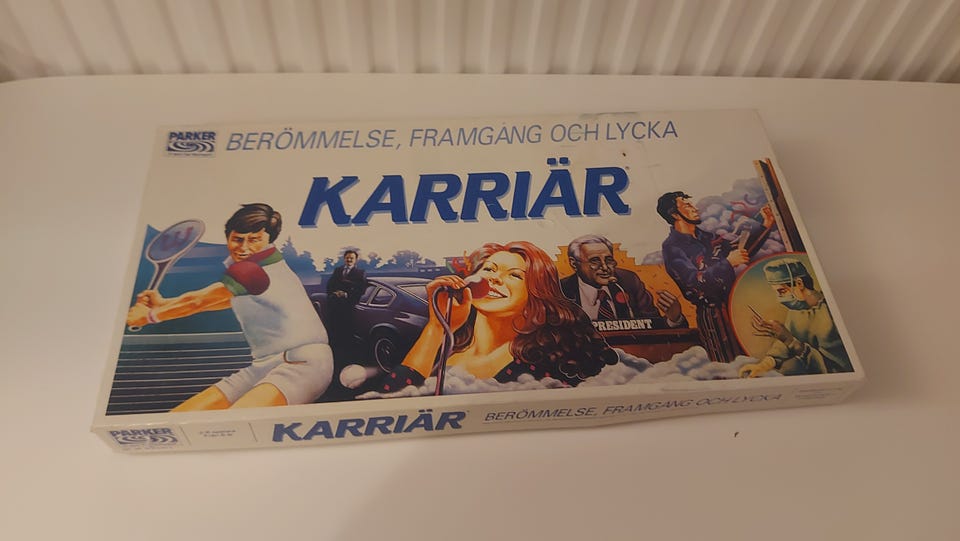 PARKER
BERÖMMELSE, FRAMGÅNG OCH LYCKA
KARRIÄR
PRESIDENT
PARKER
KARRIÄR
BERÖMMELSE, FRAMGÅNG OCH LYCKA